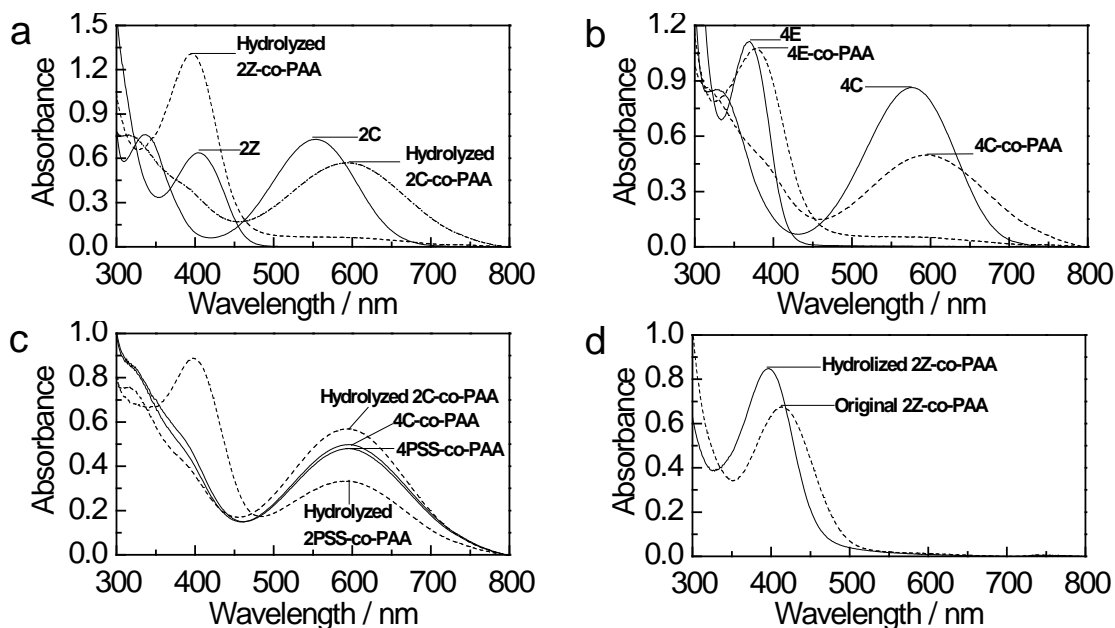 a
Absorbance
1.5
1.2
0.9
0.6
0.3
0.0
Hydrolyzed
2Z-co-PAA
2Z
2C
Hydrolyzed
2C-co-PAA
300 400 500 600 700 800
Wavelength / nm
b
Absorbance
1.2
0.9
0.6
0.3
0.0
4E
4E-co-PAA
4C
4C-co-PAA
300 400 500 600 700 800
Wavelength / nm
c
Absorbance
1.0
0.8
0.6
0.4
0.2
0.0
Hydrolyzed 2C-co-PAA
4C-co-PAA
4PSS-co-PAA
Hydrolyzed
2PSS-co-PAA
300 400 500 600 700 800
Wavelength / nm
d
Absorbance
1.0
0.8
0.6
0.4
0.2
0.0
Hydrolized 2Z-co-PAA
Original 2Z-co-PAA
300 400 500 600 700 800
Wavelength / nm